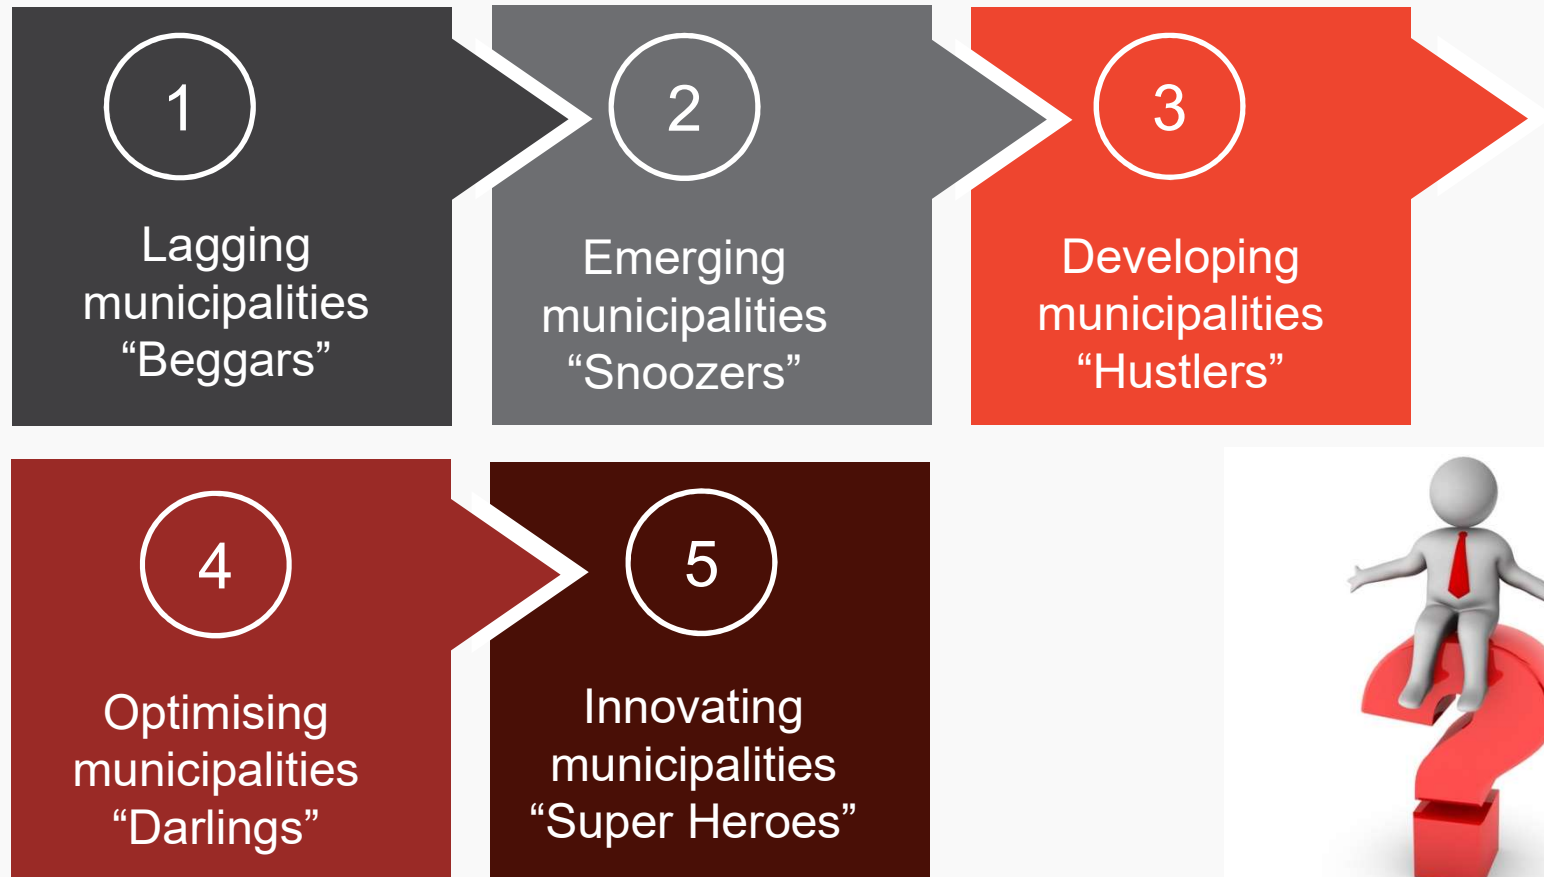 1
Lagging
municipalities
“Beggars”
2
Emerging
municipalities
“Snoozers”
3
Developing
municipalities
“Hustlers”
4
Optimising
municipalities
“Darlings”
5
Innovating
municipalities
“Super Heroes”